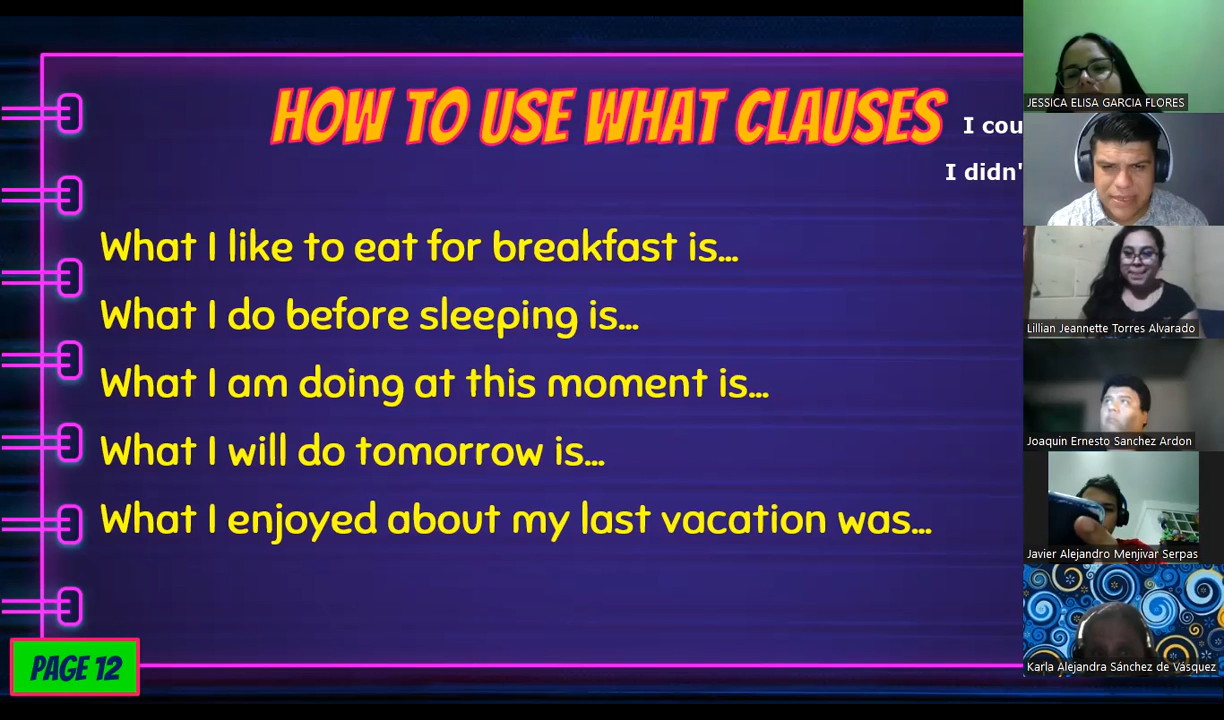 HOW TO USE WHAT CLAUSES
I cou
I didn'
What I like to eat for breakfast is...
What I do before sleeping is...
What I am doing at this moment is...
What I will do tomorrow is...
What I enjoyed about my last vacation was...
PAGE 12
JESSICA ELISA GARCIA FLORES
Lillian Jeannette Torres Alvarado
Joaquin Ernesto Sanchez Ardon
Javier Alejandro Menjivar Serpas
Karla Alejandra Sánchez de Vásquez